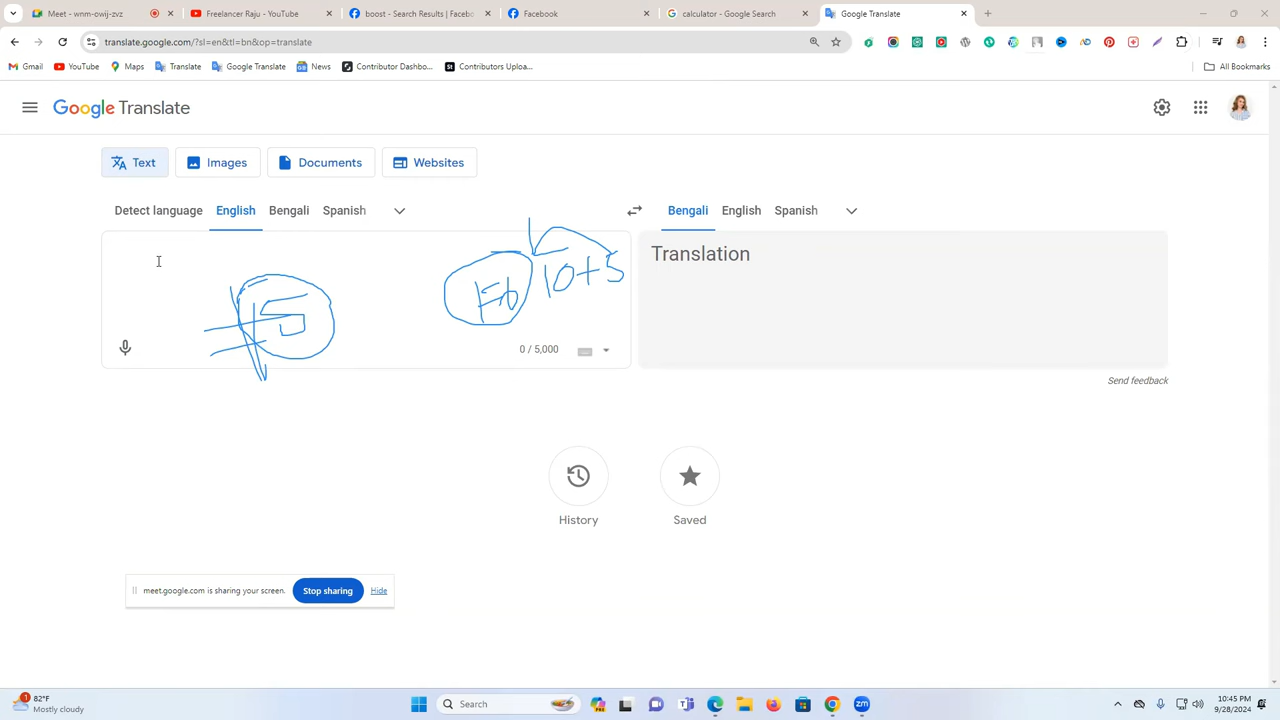 Meet - wnm-owij-zvz
Freelancer Raju - YouTube
boost - Search Results | Facebo
Facebook
calculator - Google Search
Google Translate
translate.google.com/?sl=en&tl=bn&op=translate
Gmail
YouTube
Maps
Translate
Google Translate
News
Contributor Dashbo...
Contributors Uploa...
All Bookmarks
Google Translate
Text
Images
Documents
Websites
Detect language
English
Bengali
Spanish
Bengali
English
Spanish
Translation
10+5
0 / 5,000
Send feedback
History
Saved
meet.google.com is sharing your screen.
Stop sharing
Hide
82°F
Mostly cloudy
Search
10:45 PM
9/28/2024